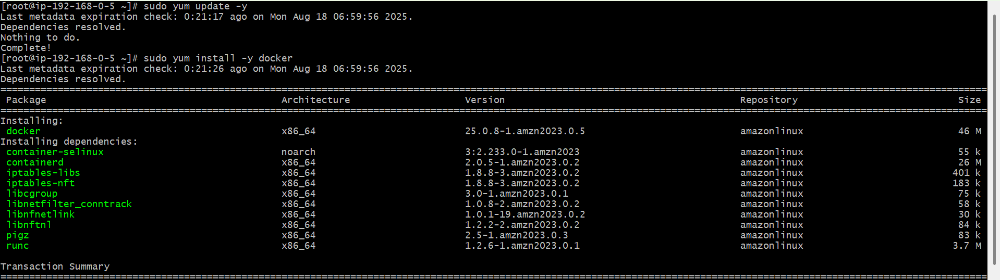 [root@ip-192-168-0-5 ~]# sudo yum update -y
Last metadata expiration check: 0:21:17 ago on Mon Aug 18 06:59:56 2025.
Dependencies resolved.
Nothing to do.
Complete!
[root@ip-192-168-0-5 ~]# sudo yum install -y docker
Last metadata expiration check: 0:21:26 ago on Mon Aug 18 06:59:56 2025.
Dependencies resolved.
Package Architecture Version Repository Size
Installing:
docker x86_64 25.0.8-1.amzn2023.0.5 amazonlinux 46 M
Installing dependencies:
container-selinux noarch 3:2.233.0-1.amzn2023 amazonlinux 55 k
containerd x86_64 2.0.5-1.amzn2023.0.2 amazonlinux 26 M
iptables-libs x86_64 1.8.8-3.amzn2023.0.2 amazonlinux 401 k
iptables-nft x86_64 1.8.8-3.amzn2023.0.2 amazonlinux 183 k
libcgroup x86_64 3.0-1.amzn2023.0.1 amazonlinux 75 k
libnetfilter_conntrack x86_64 1.0.8-2.amzn2023.0.2 amazonlinux 58 k
libnfnetlink x86_64 1.0.1-19.amzn2023.0.2 amazonlinux 30 k
libnftnl x86_64 1.2.2-2.amzn2023.0.2 amazonlinux 84 k
pigz x86_64 2.5-1.amzn2023.0.3 amazonlinux 83 k
runc x86_64 1.2.6-1.amzn2023.0.1 amazonlinux 3.7 M
Transaction Summary